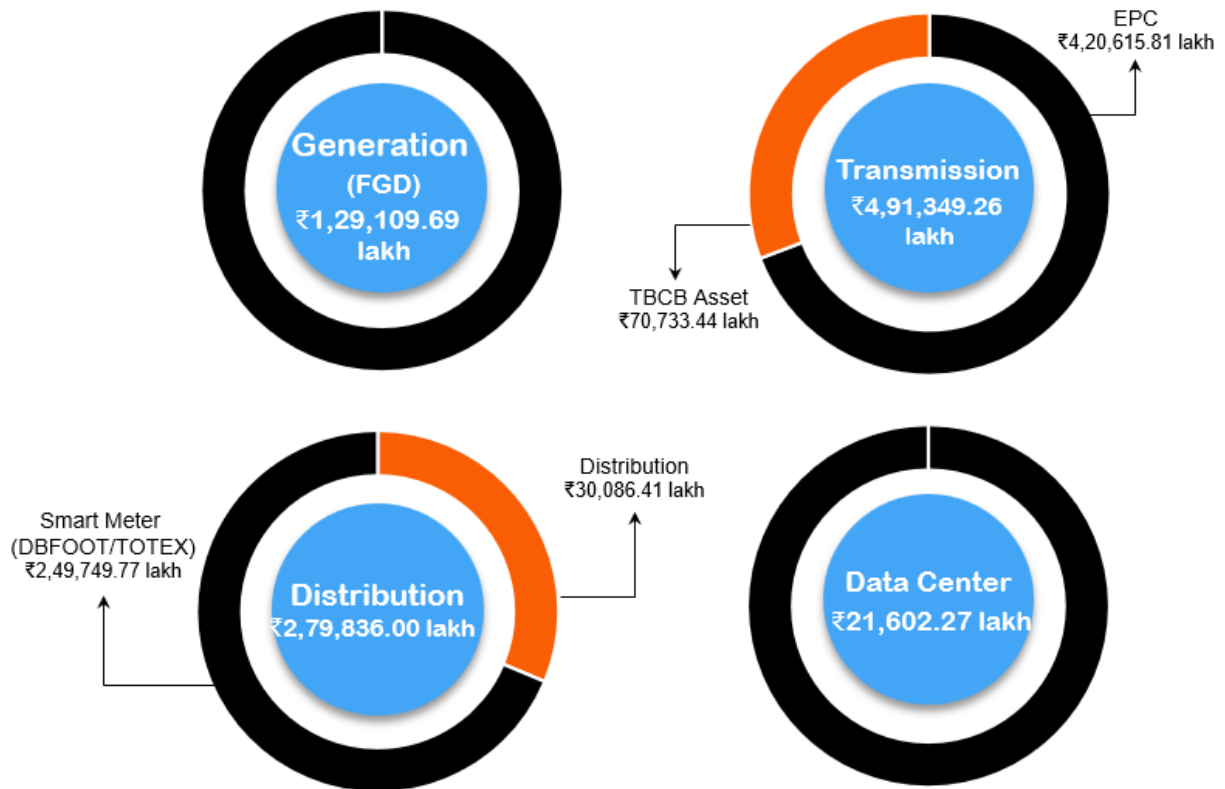 Generation
(FGD)
₹1,29,109.69
lakh
EPC
₹4,20,615.81 lakh
Transmission
₹4,91,349.26
lakh
TBCB Asset
₹70,733.44 lakh
Distribution
₹30,086.41 lakh
Smart Meter
(DBFOOT/TOTEX)
₹2,49,749.77 lakh
Distribution
₹2,79,836.00 lakh
Data Center
₹21,602.27 lakh